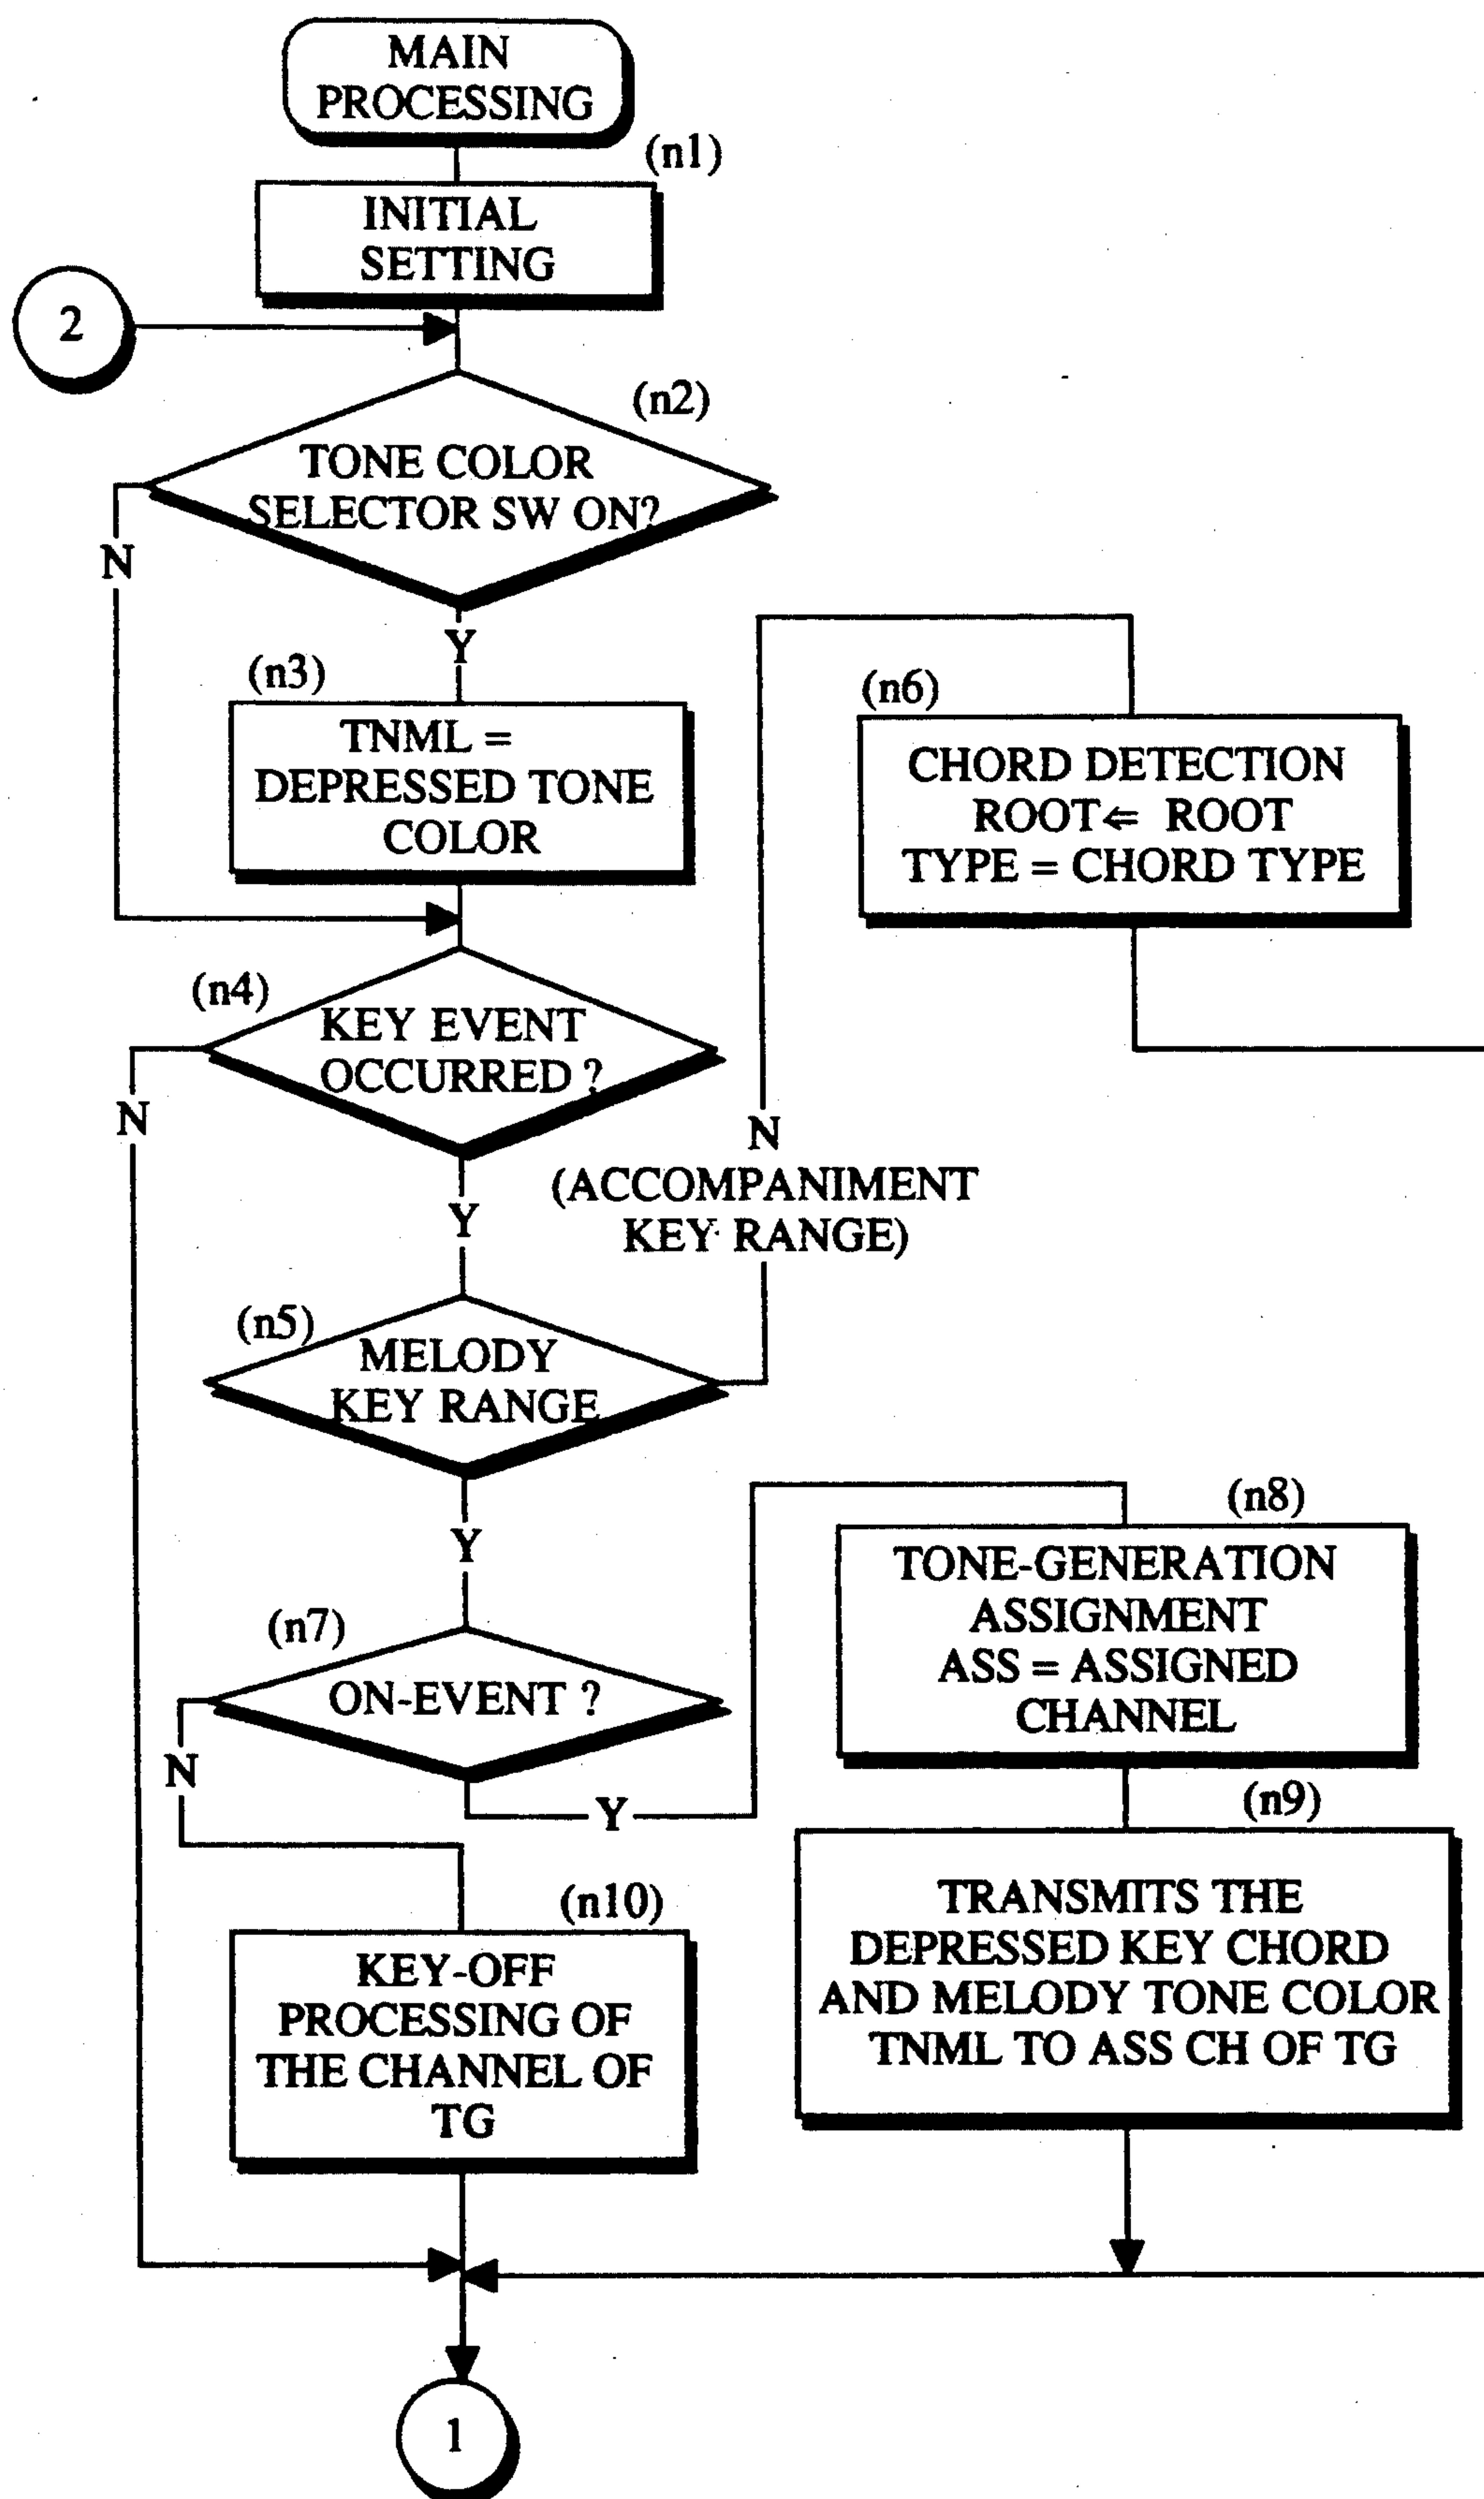 MAIN
PROCESSING
(n1)
INITIAL
SETTING
2
(n2)
TONE COLOR
SELECTOR SW ON?
N
Y
(n3)
TNML =
DEPRESSED TONE
COLOR
(n4)
KEY EVENT
OCCURRED ?
N
Y
(n5)
MELODY
KEY RANGE
N
(ACCOMPANIMENT
KEY RANGE)
(n6)
CHORD DETECTION
ROOT⇐ ROOT
TYPE = CHORD TYPE
Y
(n7)
ON-EVENT ?
N
Y
(n8)
TONE-GENERATION
ASSIGNMENT
ASS = ASSIGNED
CHANNEL
(n9)
TRANSMITS THE
DEPRESSED KEY CHORD
AND MELODY TONE COLOR
TNML TO ASS CH OF TG
(n10)
KEY-OFF
PROCESSING OF
THE CHANNEL OF
TG
1